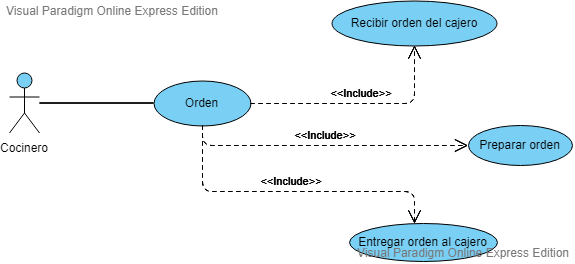 Visual Paradigm Online Express Edition
Recibir orden del cajero
<<Include>>
Orden
<<Include>>
Preparar orden
Cocinero
<<Include>>
Entregar orden al cajero
Visual Paradigm Online Express Edition